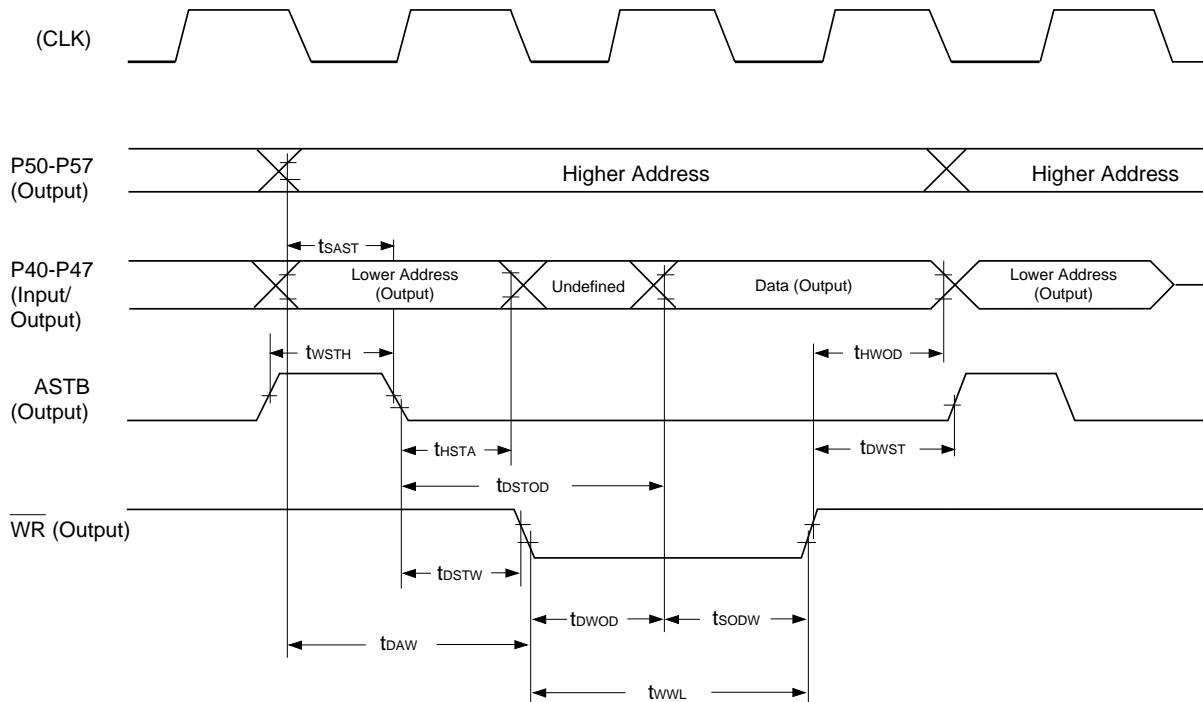 (CLK)
P50-P57
(Output)
Higher Address
Higher Address
tSAST
P40-P47
(Input/
Output)
Lower Address
(Output)
Undefined
Data (Output)
Lower Address
(Output)
tWSTH
tHWOD
ASTB
(Output)
tHSTA
tDWST
tDSTOD
WR (Output)
tDSTW
tDWOD
tSODW
tDAW
tWWL